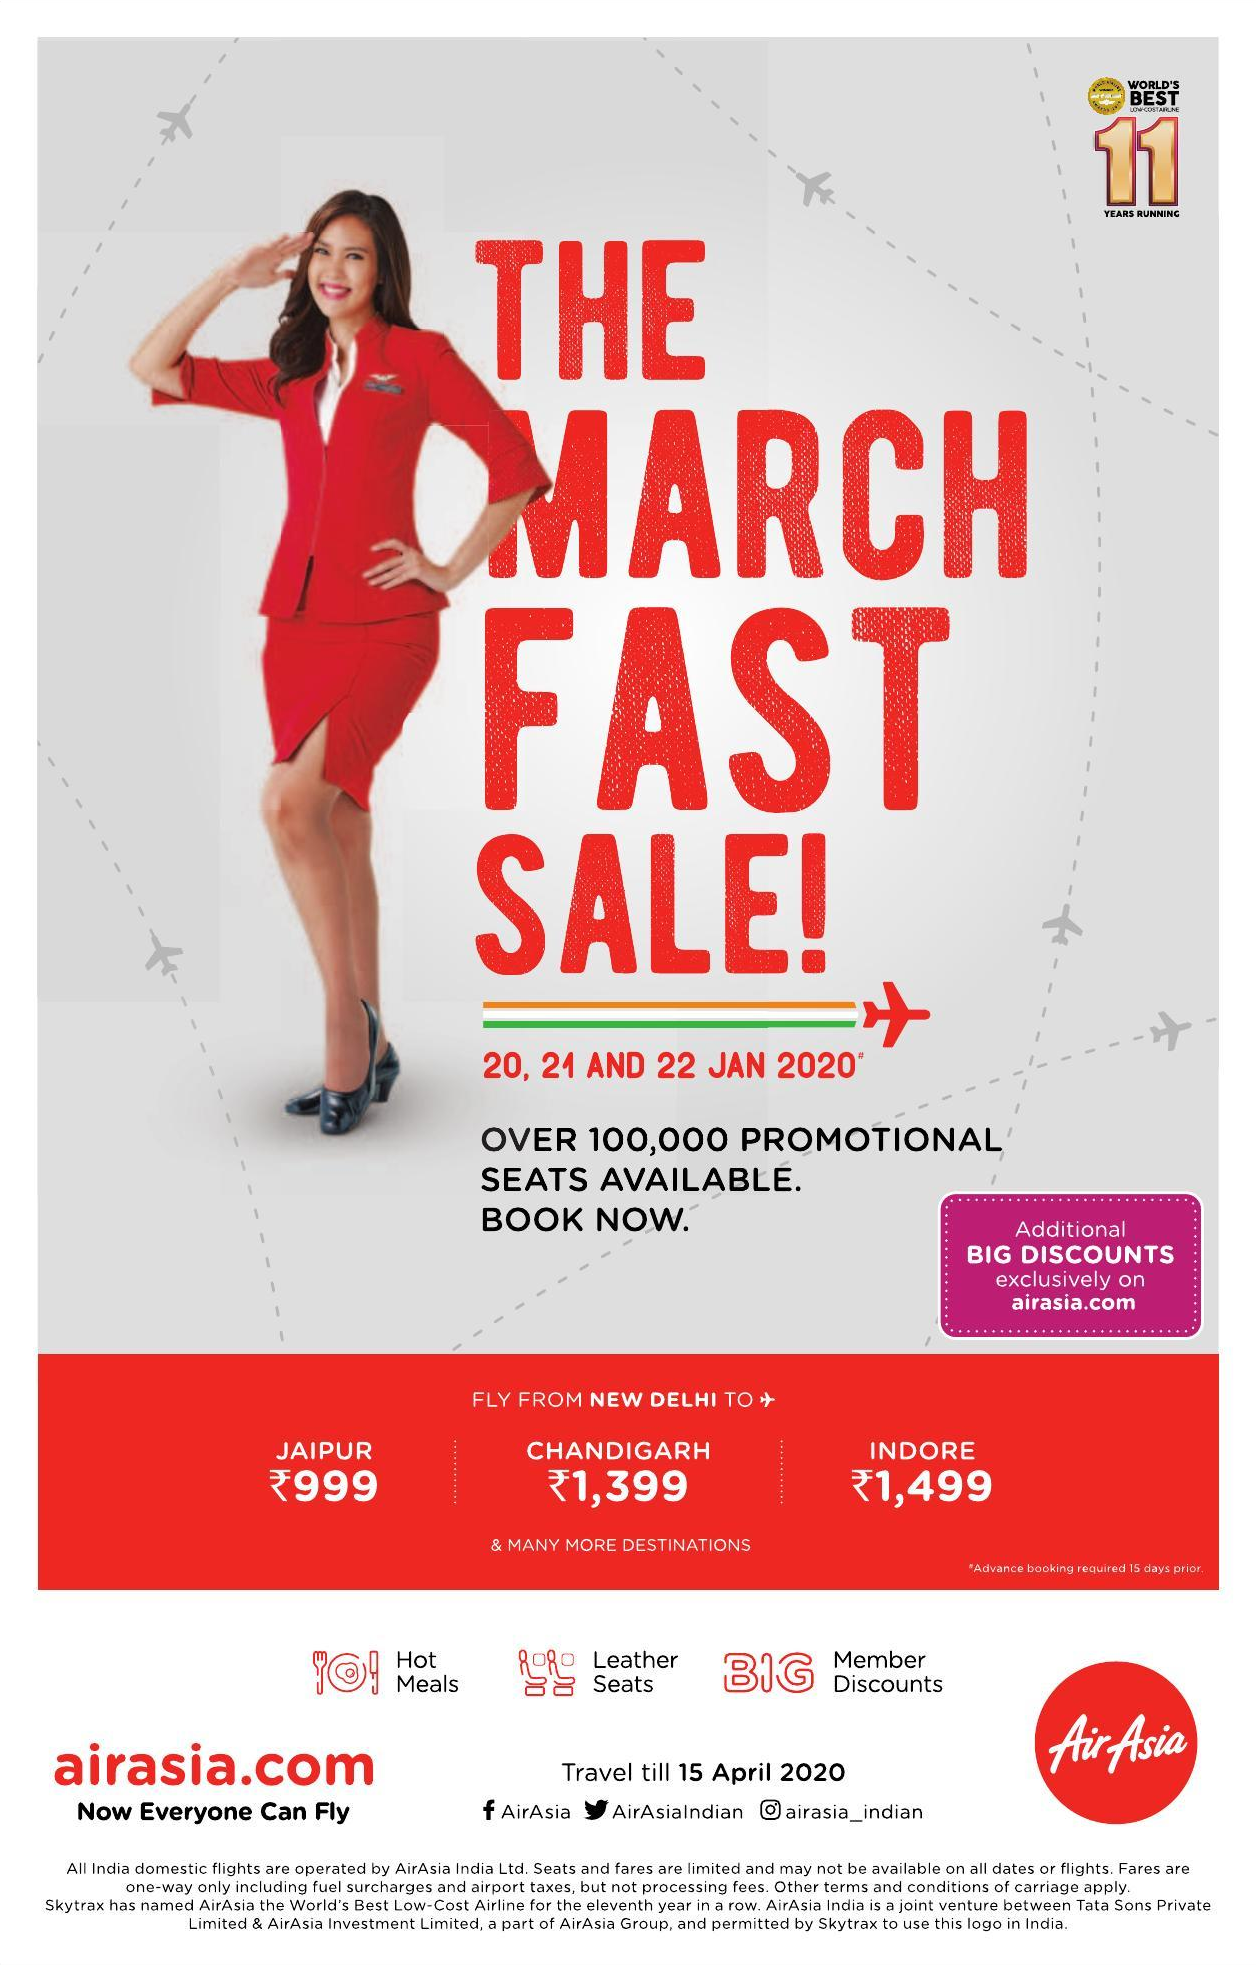 WORLD'S
BEST
LOW-COST AIRLINE
11
YEARS RUNNING
THE
MARCH
FAST
SALE!
20, 21 AND 22 JAN 2020#
OVER 100,000 PROMOTIONAL
SEATS AVAILABLE.
BOOK NOW.
Additional
BIG DISCOUNTS
exclusively on
airasia.com
FLY FROM NEW DELHI TO
JAIPUR
₹999
CHANDIGARH
₹1,399
INDORE
₹1,499
& MANY MORE DESTINATIONS
#Advance booking required 15 days prior.
Hot
Meals
Leather
Seats
BIG
Member
Discounts
airasia.com
Now Everyone Can Fly
Travel till 15 April 2020
AirAsia AirAsiaIndian airasia_indian
AirAsia
All India domestic flights are operated by AirAsia India Ltd. Seats and fares are limited and may not be available on all dates or flights. Fares are
one-way only including fuel surcharges and airport taxes, but not processing fees. Other terms and conditions of carriage apply.
Skytrax has named AirAsia the World's Best Low-Cost Airline for the eleventh year in a row. AirAsia India is a joint venture between Tata Sons Private
Limited & AirAsia Investment Limited, a part of AirAsia Group, and permitted by Skytrax to use this logo in India.